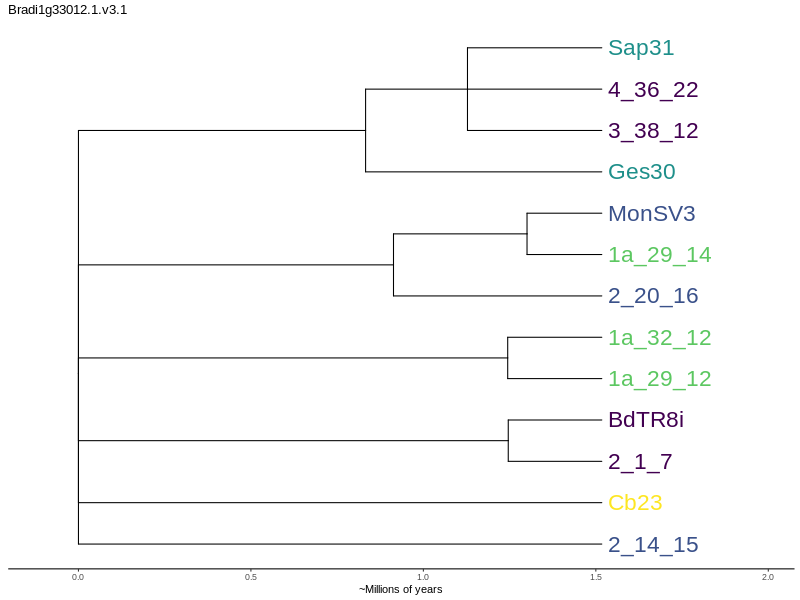 Bradi1g33012.1.v3.1
Sap31
4_36_22
3_38_12
Ges30
MonSV3
1a_29_14
2_20_16
1a_32_12
1a_29_12
BdTR8i
2_1_7
Cb23
2_14_15
0.0 0.5 1.0 1.5 2.0
~Millions of years